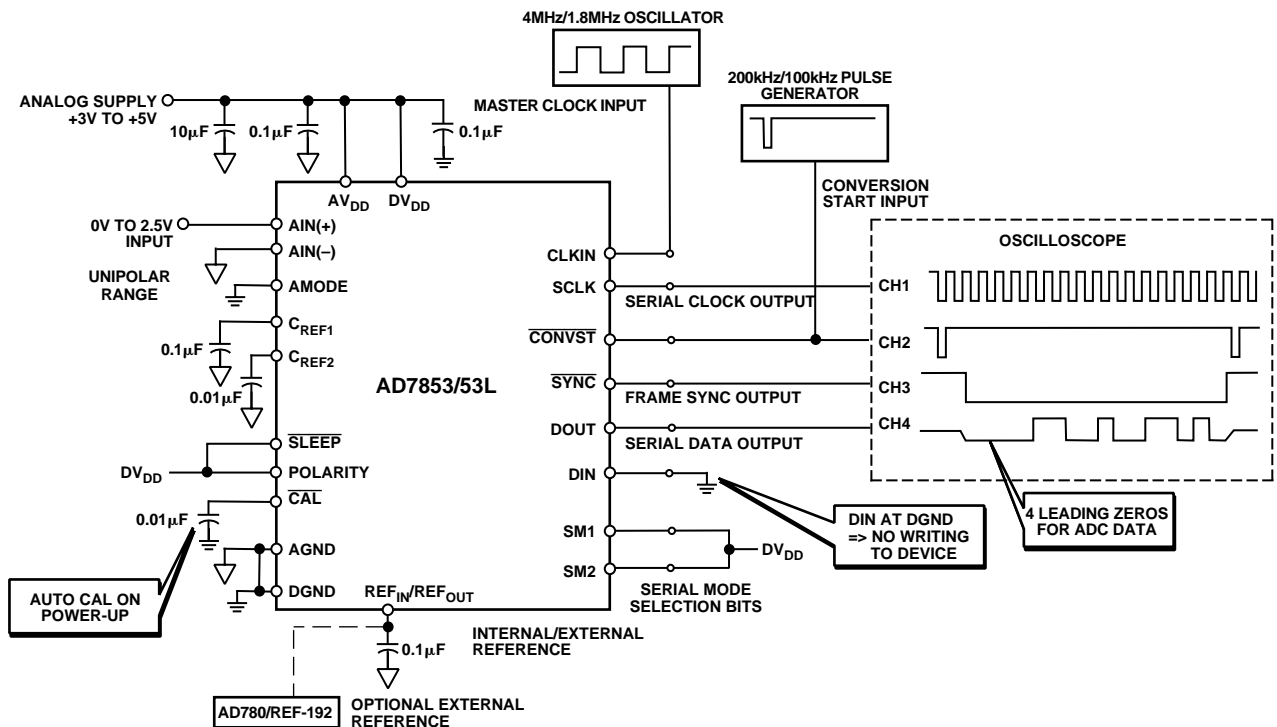 4MHz/1.8MHz OSCILLATOR
MASTER CLOCK INPUT
200kHz/100kHz PULSE
GENERATOR
CONVERSION
START INPUT
ANALOG SUPPLY
+3V TO +5V
10μF
0.1μF
0.1μF
AVDD
DVDD
0V TO 2.5V
INPUT
AIN(+)
AIN(–)
UNIPOLAR
RANGE
AMODE
CREF1
0.1μF
CREF2
0.01μF
AD7853/53L
SLEEP
DVDD
POLARITY
CAL
0.01μF
AGND
DGND
AUTO CAL ON
POWER-UP
REFIN/REFOUT
0.1μF
INTERNAL/EXTERNAL
REFERENCE
AD780/REF-192
OPTIONAL EXTERNAL
REFERENCE
CLKIN
SCLK
SERIAL CLOCK OUTPUT
CONVST
SYNC
FRAME SYNC OUTPUT
DOUT
SERIAL DATA OUTPUT
DIN
SM1
SM2
DVDD
SERIAL MODE
SELECTION BITS
DIN AT DGND
=> NO WRITING
TO DEVICE
OSCILLOSCOPE
CH1
CH2
CH3
CH4
4 LEADING ZEROS
FOR ADC DATA